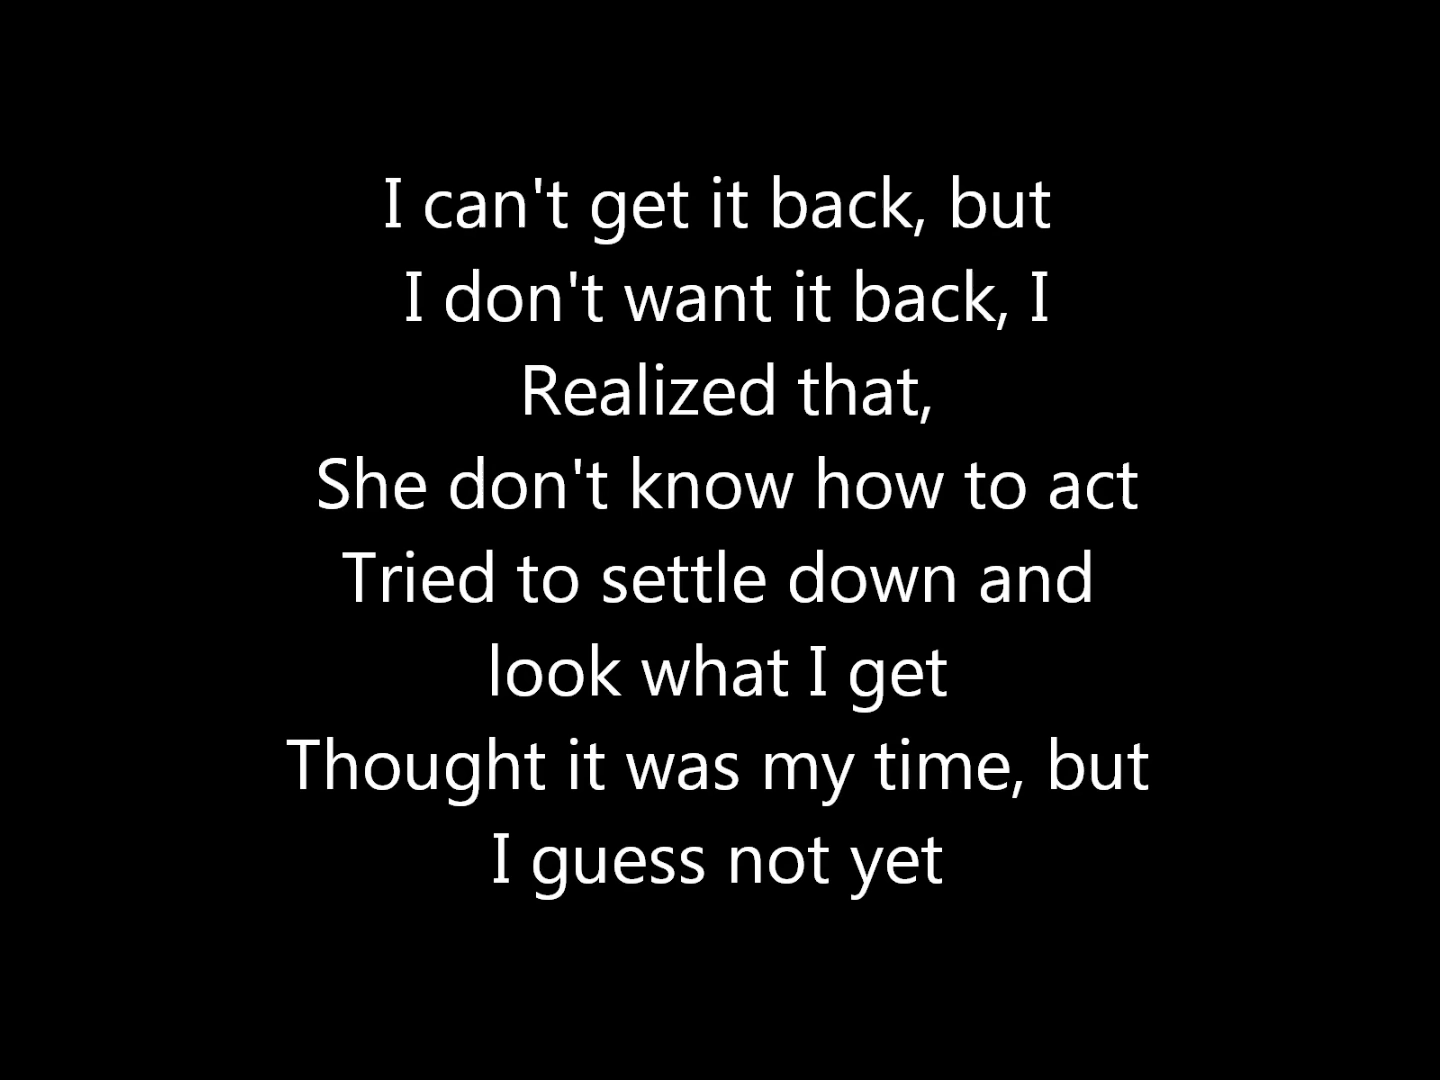 I can't get it back, but
I don't want it back, I
Realized that,
She don't know how to act
Tried to settle down and
look what I get
Thought it was my time, but
I guess not yet